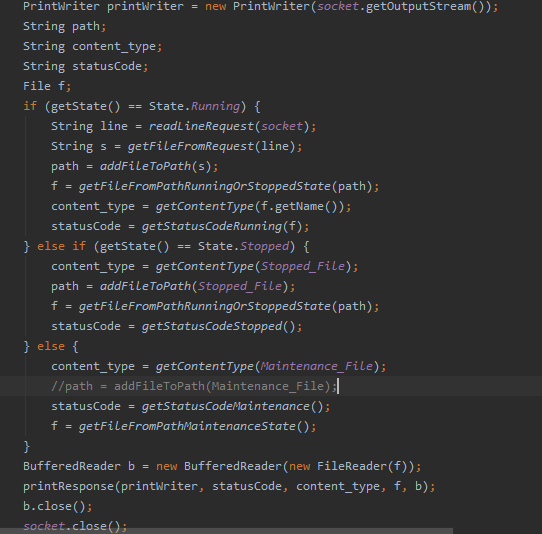 PrintWriter printWriter = new PrintWriter(socket.getOutputStream());
String path;
String content_type;
String statusCode;
File f;
if (getState() == State.Running) {
    String line = readLineRequest(socket);
    String s = getFileFromRequest(line);
    path = addFileToPath(s);
    f = getFileFromPathRunningOrStoppedState(path);
    content_type = getContentType(f.getName());
    statusCode = getStatusCodeRunning(f);
} else if (getState() == State.Stopped) {
    content_type = getContentType(Stopped_File);
    path = addFileToPath(Stopped_File);
    f = getFileFromPathRunningOrStoppedState(path);
    statusCode = getStatusCodeStopped();
} else {
    content_type = getContentType(Maintenance_File);
    //path = addFileToPath(Maintenance_File);
    statusCode = getStatusCodeMaintenance();
    f = getFileFromPathMaintenanceState();
}
BufferedReader b = new BufferedReader(new FileReader(f));
printResponse(printWriter, statusCode, content_type, f, b);
b.close();
socket.close();